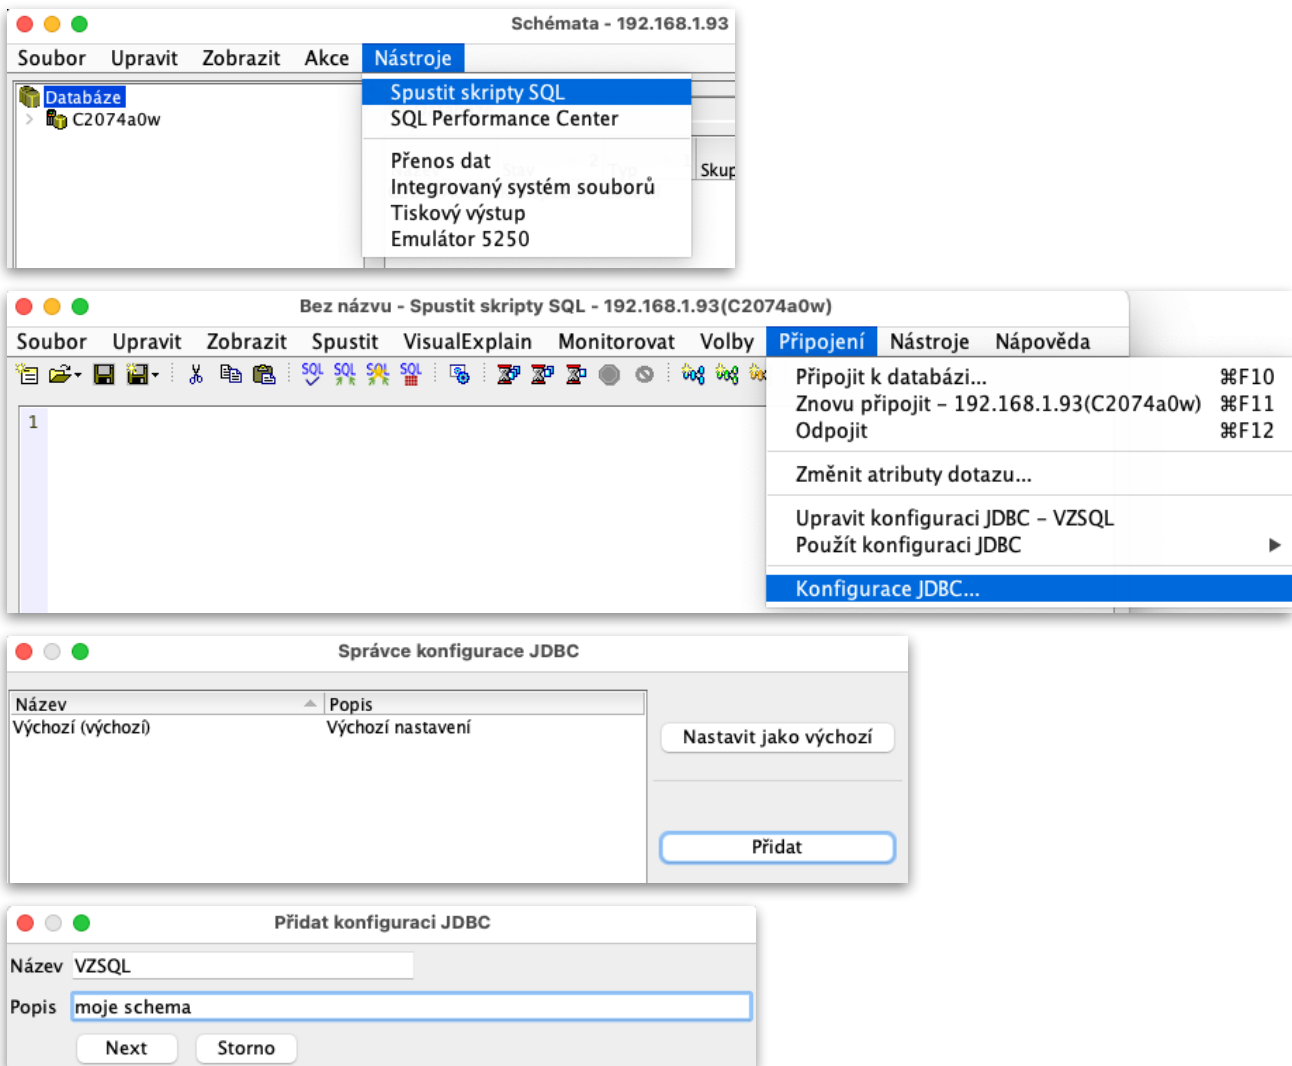 Schémata - 192.168.1.93
Soubor Upravit Zobrazit Akce Nástroje
Databáze
C2074a0w
Spustit skripty SQL
SQL Performance Center
Přenos dat
Integrovaný systém souborů
Tiskový výstup
Emulátor 5250
Skup
Bez názvu - Spustit skripty SQL - 192.168.1.93(C2074a0w)
Soubor Upravit Zobrazit Spustit VisualExplain Monitorovat Volby Připojení Nástroje Nápověda
SQL SQL SQL SQL
1
Připojit k databázi... ⌘F10
Znovu připojit – 192.168.1.93(C2074a0w) ⌘F11
Odpojit ⌘F12
Změnit atributy dotazu...
Upravit konfiguraci JDBC – VZSQL
Použít konfiguraci JDBC
Konfigurace JDBC...
Správce konfigurace JDBC
Název Popis
Výchozí (výchozí) Výchozí nastavení
Nastavit jako výchozí
Přidat
Přidat konfiguraci JDBC
Název VZSQL
Popis moje schema
Next Storno